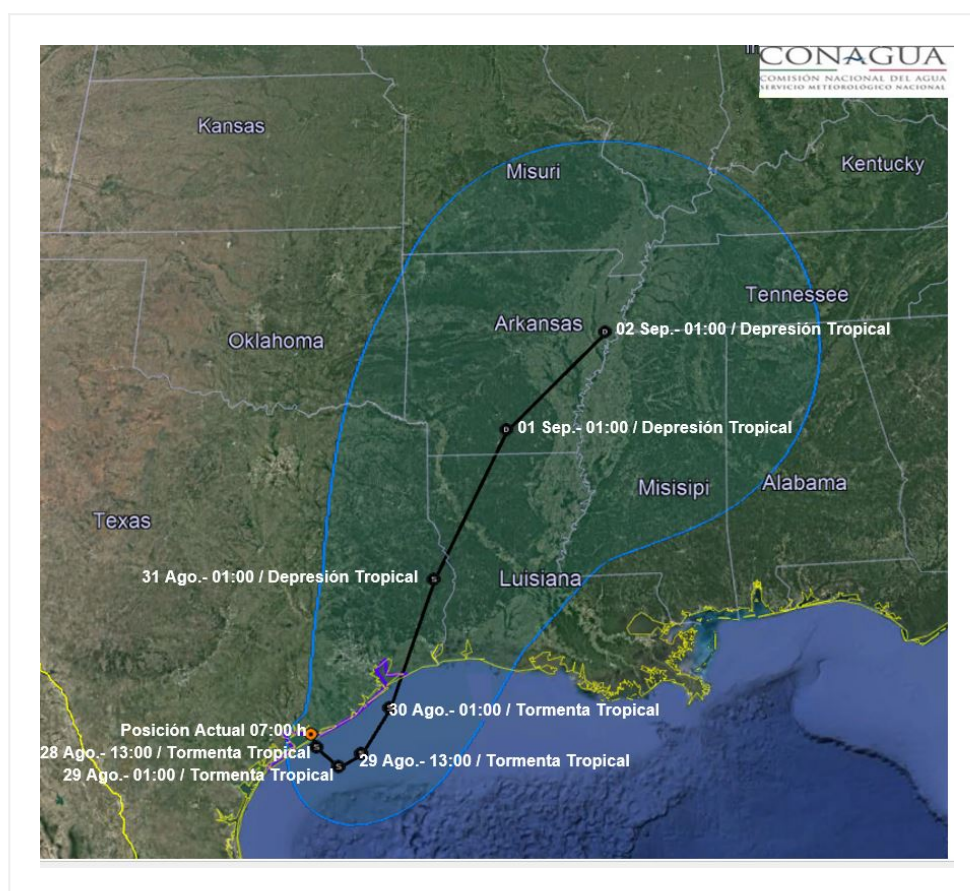 CONAGUA
COMISIÓN NACIONAL DEL AGUA
SERVICIO METEOROLÓGICO NACIONAL
Kansas
Misuri
Kentucky
Tennessee
Arkansas
Oklahoma
02 Sep.- 01:00 / Depresión Tropical
01 Sep.- 01:00 / Depresión Tropical
Misisipi
Alabama
Texas
31 Ago.- 01:00 / Depresión Tropical
Luisiana
30 Ago.- 01:00 / Tormenta Tropical
Posición Actual 07:00 h
28 Ago.- 13:00 / Tormenta Tropical
29 Ago.- 13:00 / Tormenta Tropical
29 Ago.- 01:00 / Tormenta Tropical